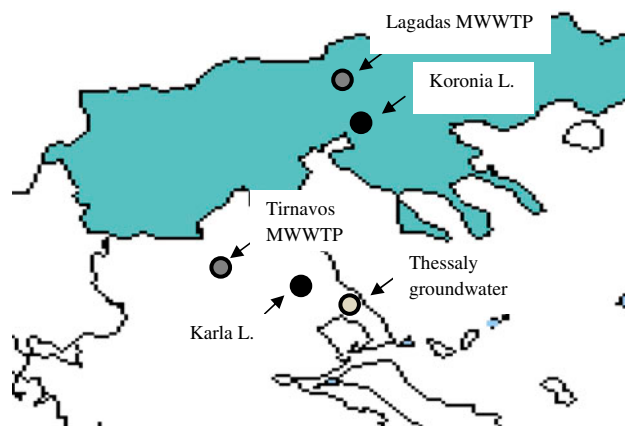 Lagadas MWWTP
Koronia L.
Tirnavos
MWWTP
Thessaly
groundwater
Karla L.